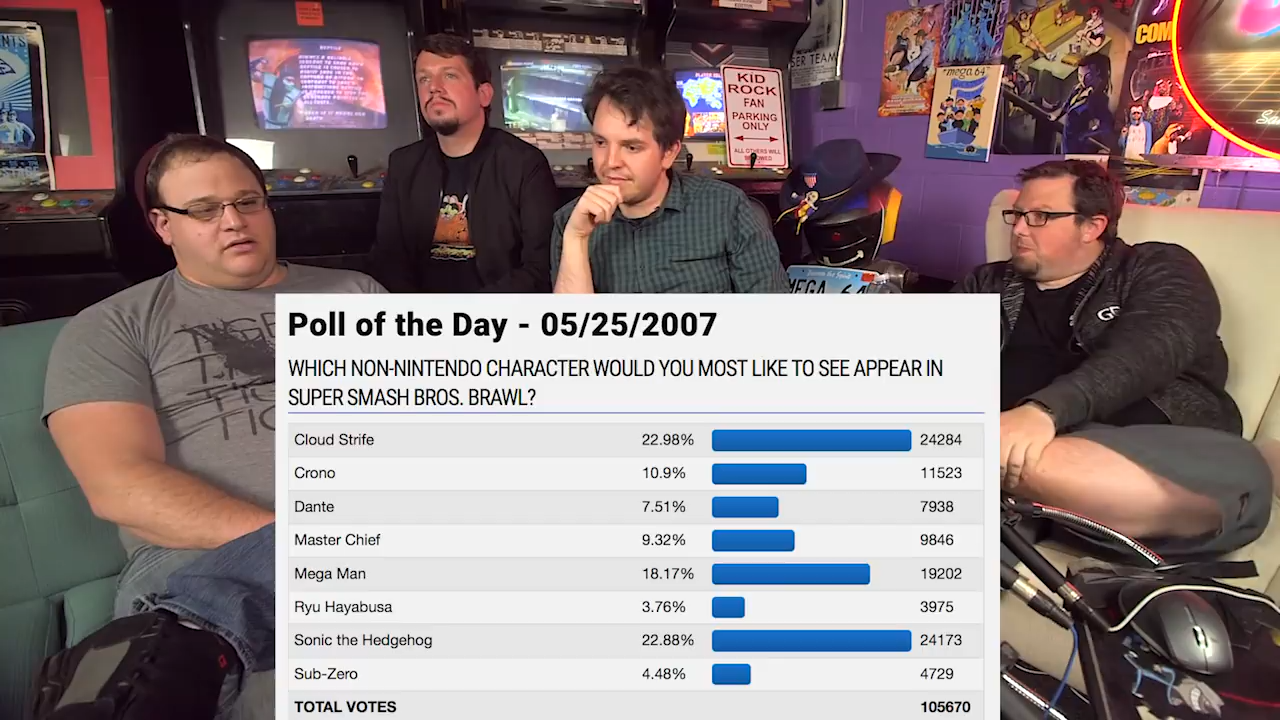 KID
ROCK
FAN
PARKING
ONLY
COM
mega 64
MEGA 64
Poll of the Day - 05/25/2007
WHICH NON-NINTENDO CHARACTER WOULD YOU MOST LIKE TO SEE APPEAR IN
SUPER SMASH BROS. BRAWL?
Cloud Strife 22.98% 24284
Crono 10.9% 11523
Dante 7.51% 7938
Master Chief 9.32% 9846
Mega Man 18.17% 19202
Ryu Hayabusa 3.76% 3975
Sonic the Hedgehog 22.88% 24173
Sub-Zero 4.48% 4729
TOTAL VOTES 105670